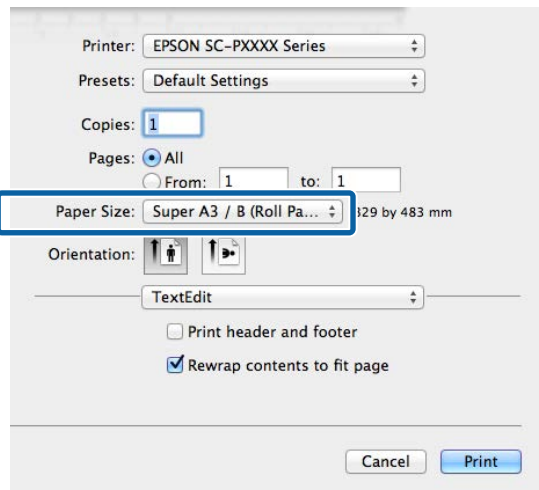 Printer: EPSON SC-PXXXX Series
Presets: Default Settings
Copies: 1
Pages: All
From: 1 to: 1
Paper Size: Super A3 / B (Roll Pa... 329 by 483 mm
Orientation:
TextEdit
Print header and footer
Rewrap contents to fit page
Cancel Print